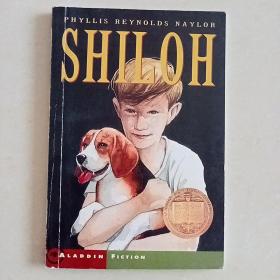 PHYLLIS REYNOLDS NAYLOR
SHILOH
ALADDIN FICTION